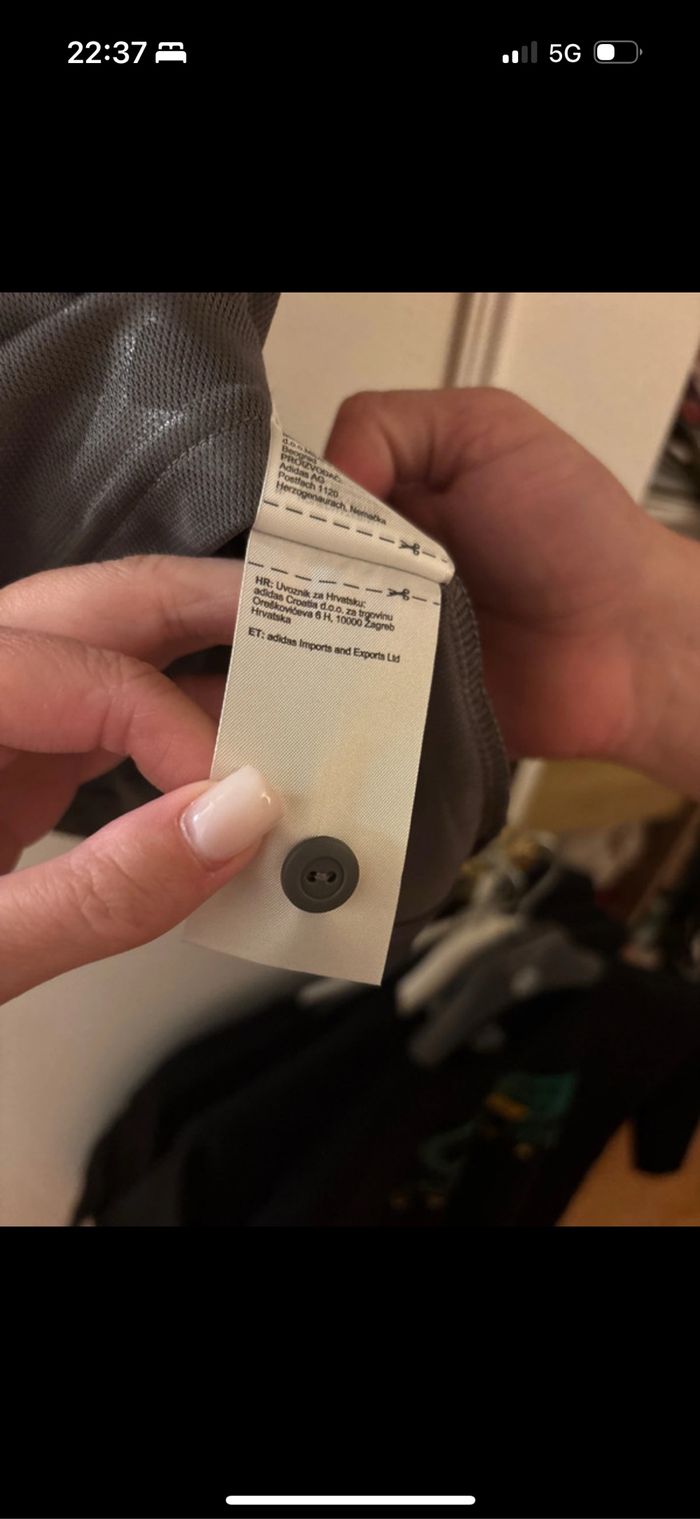 22:37
5G
d.o.o.
Beograd
PROIZVOĐAČ:
Adidas AG
Postfach 1120
Herzogenaurach, Nemačka
HR: Uvoznik za Hrvatsku:
adidas Croatia d.o.o. za trgovinu
Oreškovićeva 6 H, 10000 Zagreb
Hrvatska
ET: adidas Imports and Exports Ltd